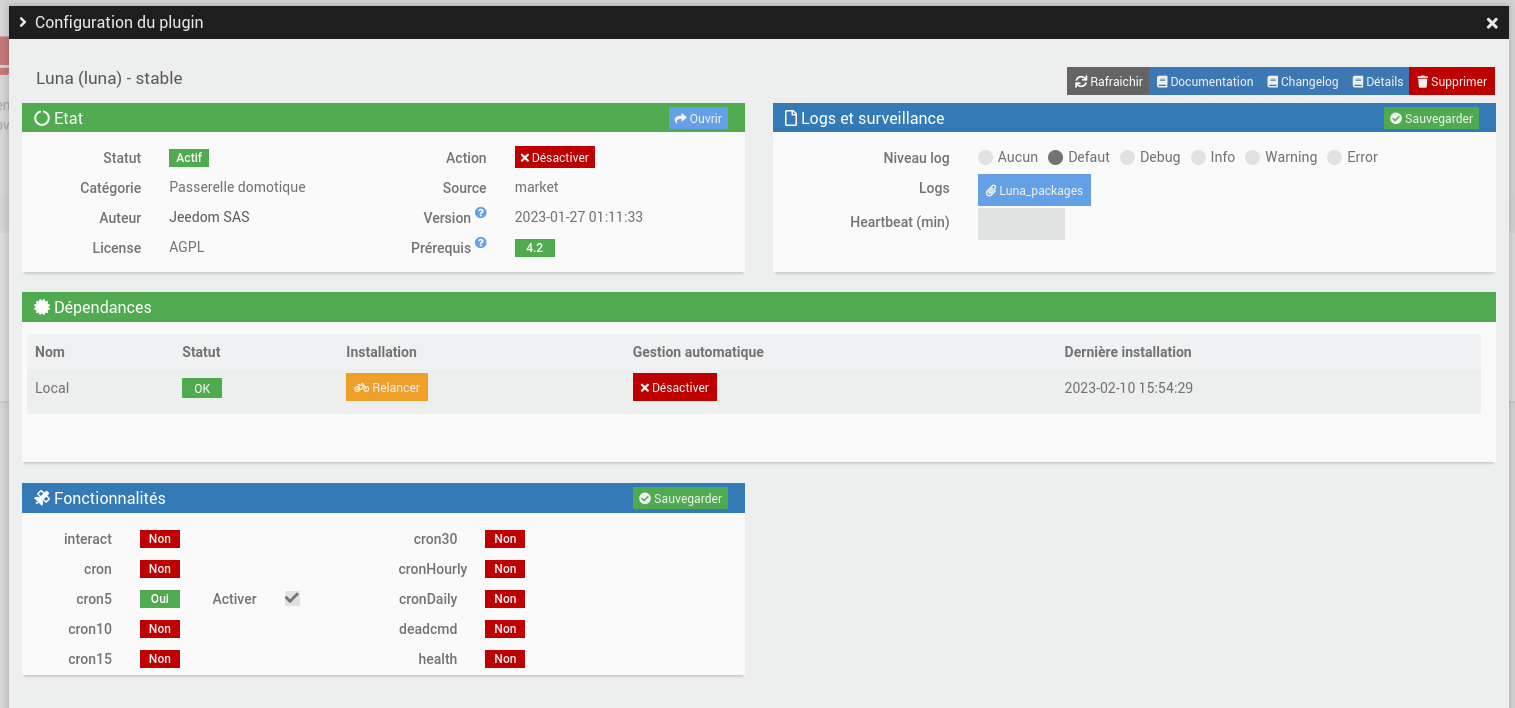 Configuration du plugin
Luna (luna) - stable
Rafraichir Documentation Changelog Détails Supprimer
Etat Ouvrir
Statut Actif Action Désactiver
Catégorie Passerelle domotique Source market
Auteur Jeedom SAS Version 2023-01-27 01:11:33
License AGPL Prérequis 4.2
Logs et surveillance Sauvegarder
Niveau log Aucun Defaut Debug Info Warning Error
Logs Luna_packages
Heartbeat (min)
Dépendances
Nom Statut Installation Gestion automatique Dernière installation
Local OK Relancer Désactiver 2023-02-10 15:54:29
Fonctionnalités Sauvegarder
interact Non cron30 Non
cron Non cronHourly Non
cron5 Oui Activer cronDaily Non
cron10 Non deadcmd Non
cron15 Non health Non